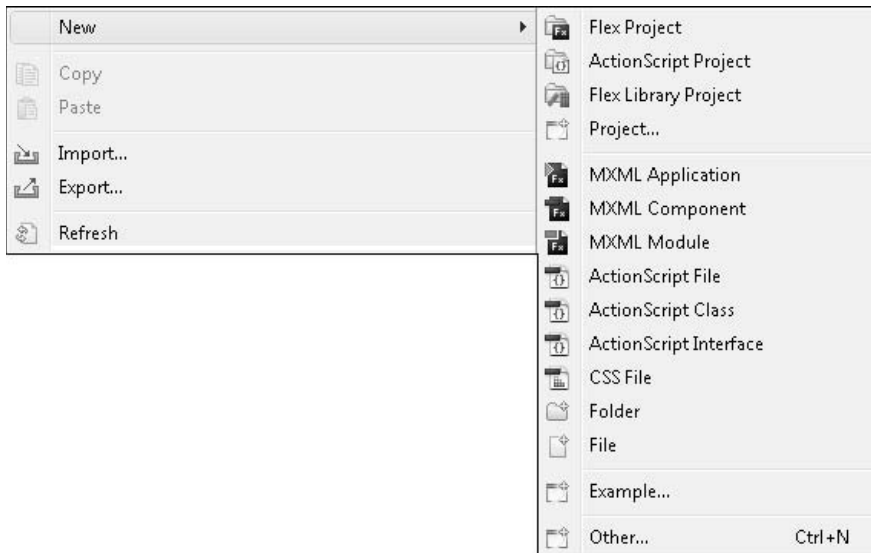 New
Copy
Paste
Import...
Export...
Refresh
Flex Project
ActionScript Project
Flex Library Project
Project...
MXML Application
MXML Component
MXML Module
ActionScript File
ActionScript Class
ActionScript Interface
CSS File
Folder
File
Example...
Other... Ctrl+N